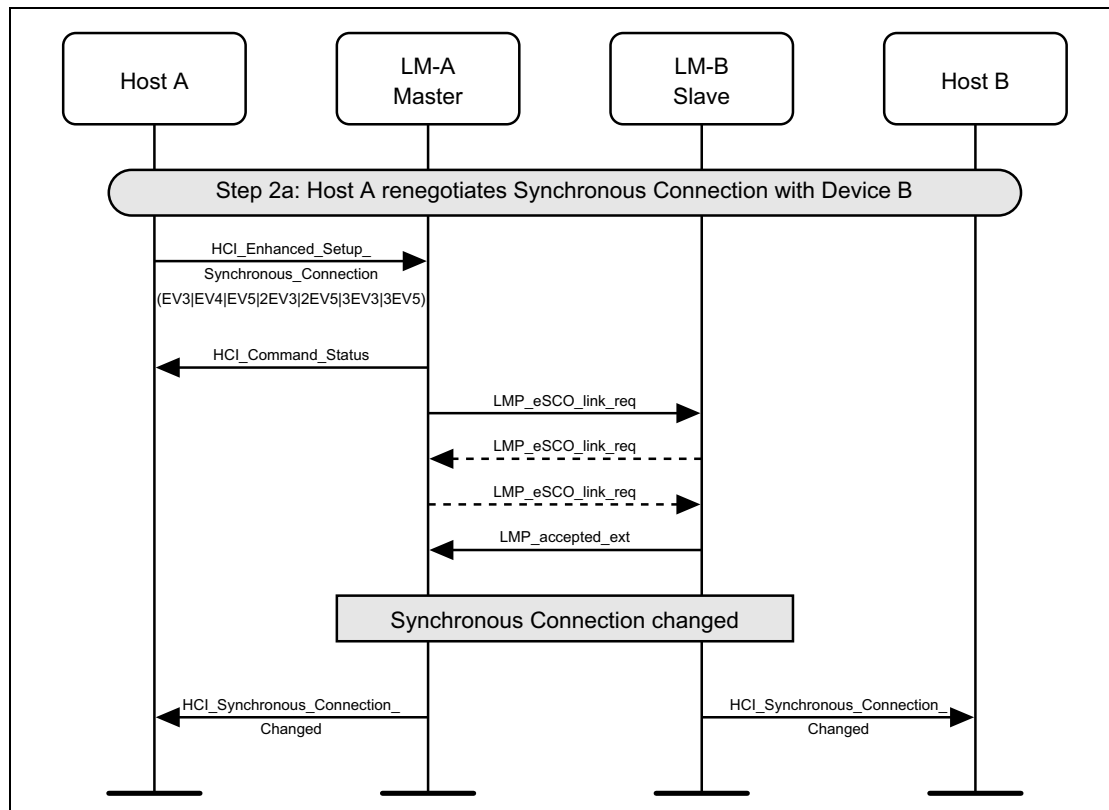 Host A
LM-A
Master
LM-B
Slave
Host B
Step 2a: Host A renegotiates Synchronous Connection with Device B
HCI_Enhanced_Setup_
Synchronous_Connection
(EV3|EV4|EV5|2EV3|2EV5|3EV3|3EV5)
HCI_Command_Status
LMP_eSCO_link_req
LMP_eSCO_link_req
LMP_eSCO_link_req
LMP_accepted_ext
Synchronous Connection changed
HCI_Synchronous_Connection_
Changed
HCI_Synchronous_Connection_
Changed